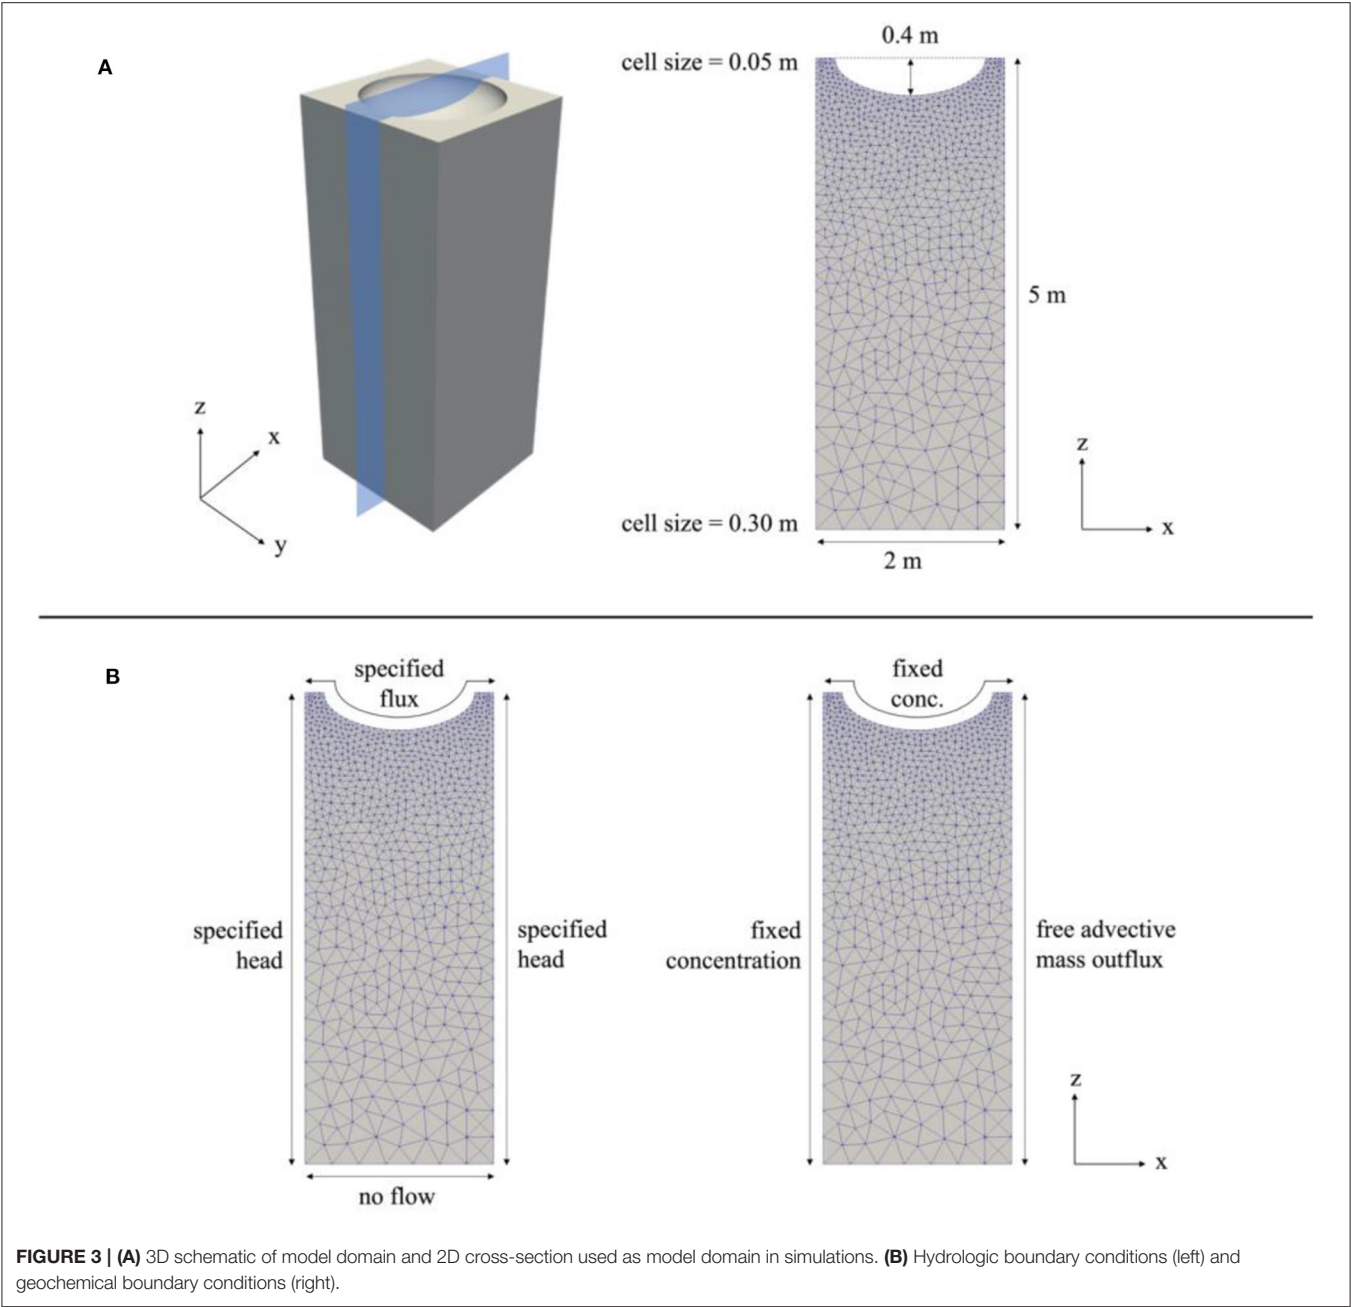 A
0.4 m
cell size = 0.05 m
5 m
z
x
y
cell size = 0.30 m
2 m
z
x
B
specified
flux
specified
head
specified
head
no flow
fixed
conc.
fixed
concentration
free advective
mass outflux
z
x
FIGURE 3 | (A) 3D schematic of model domain and 2D cross-section used as model domain in simulations. (B) Hydrologic boundary conditions (left) and
geochemical boundary conditions (right).